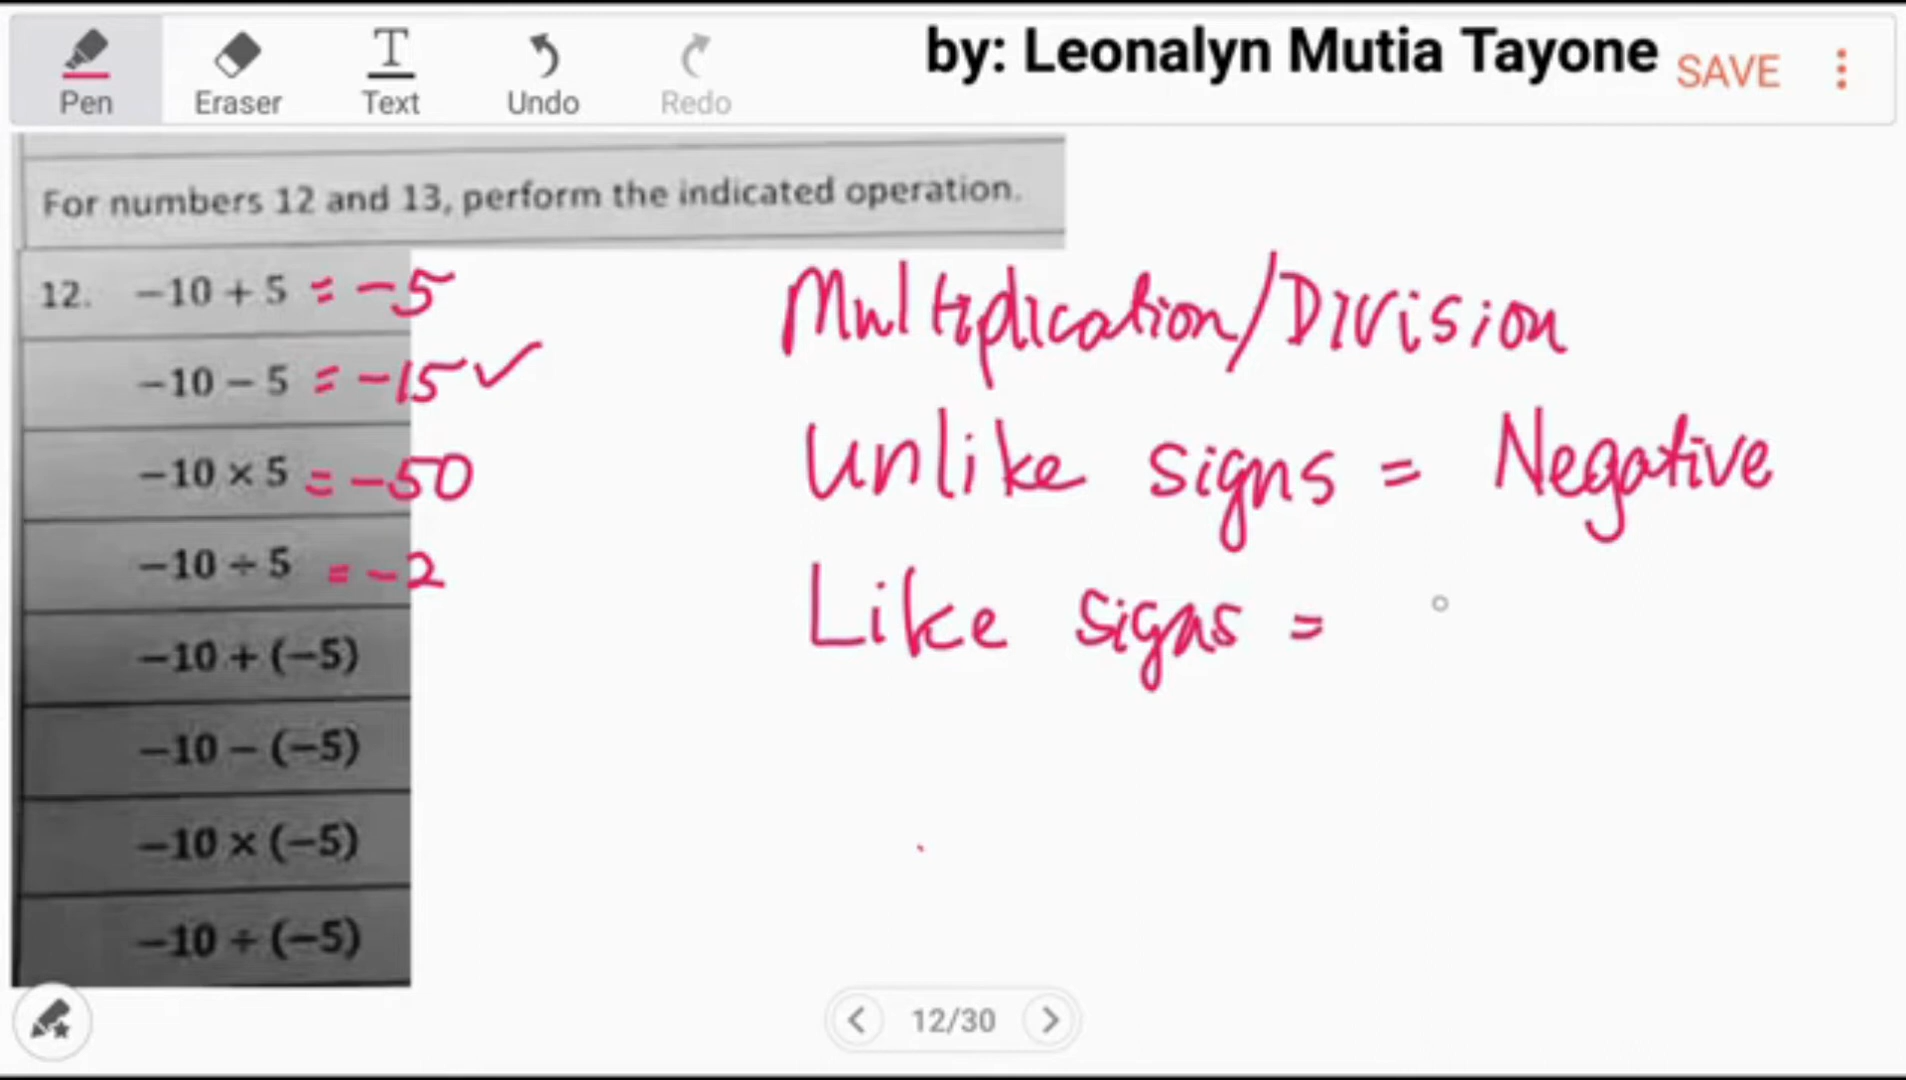 by: Leonalyn Mutia Tayone
Pen Eraser Text Undo Redo SAVE
For numbers 12 and 13, perform the indicated operation.
12. −10 + 5 = -5
−10 − 5 = -15 ✓
−10 × 5 = -50
−10 ÷ 5 = -2
−10 + (−5)
−10 − (−5)
−10 × (−5)
−10 ÷ (−5)
Multiplication/Division
Unlike signs = Negative
Like signs =
12/30